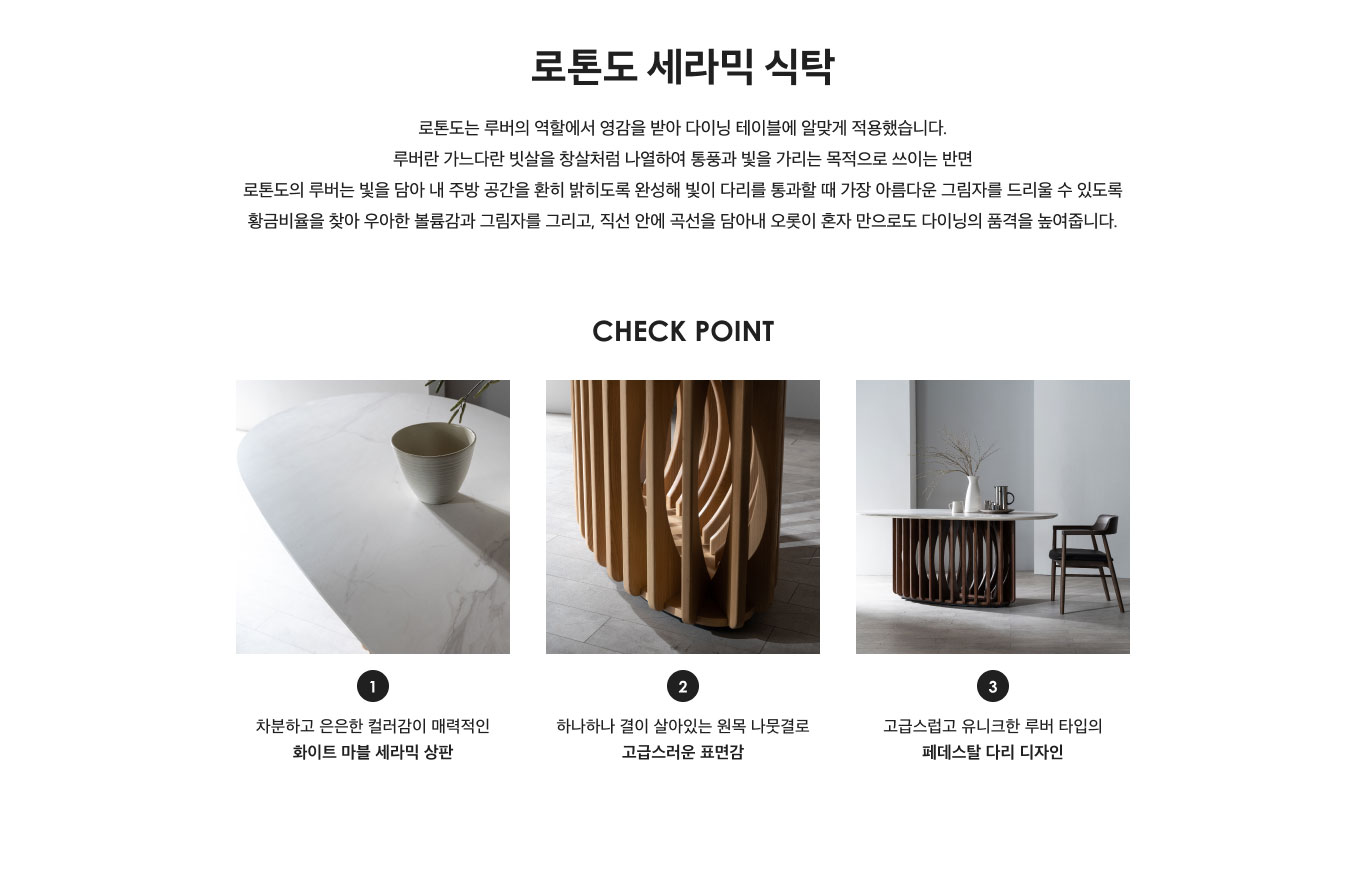 로톤도 세라믹 식탁
로톤도는 루버의 역할에서 영감을 받아 다이닝 테이블에 알맞게 적용했습니다.
루버란 가느다란 빗살을 창살처럼 나열하여 통풍과 빛을 가리는 목적으로 쓰이는 반면
로톤도의 루버는 빛을 담아 내 주방 공간을 환히 밝히도록 완성해 빛이 다리를 통과할 때 가장 아름다운 그림자를 드리울 수 있도록
황금비율을 찾아 우아한 볼륨감과 그림자를 그리고, 직선 안에 곡선을 담아내 오롯이 혼자 만으로도 다이닝의 품격을 높여줍니다.
CHECK POINT
1
차분하고 은은한 컬러감이 매력적인
화이트 마블 세라믹 상판
2
하나하나 결이 살아있는 원목 나뭇결로
고급스러운 표면감
3
고급스럽고 유니크한 루버 타입의
페데스탈 다리 디자인